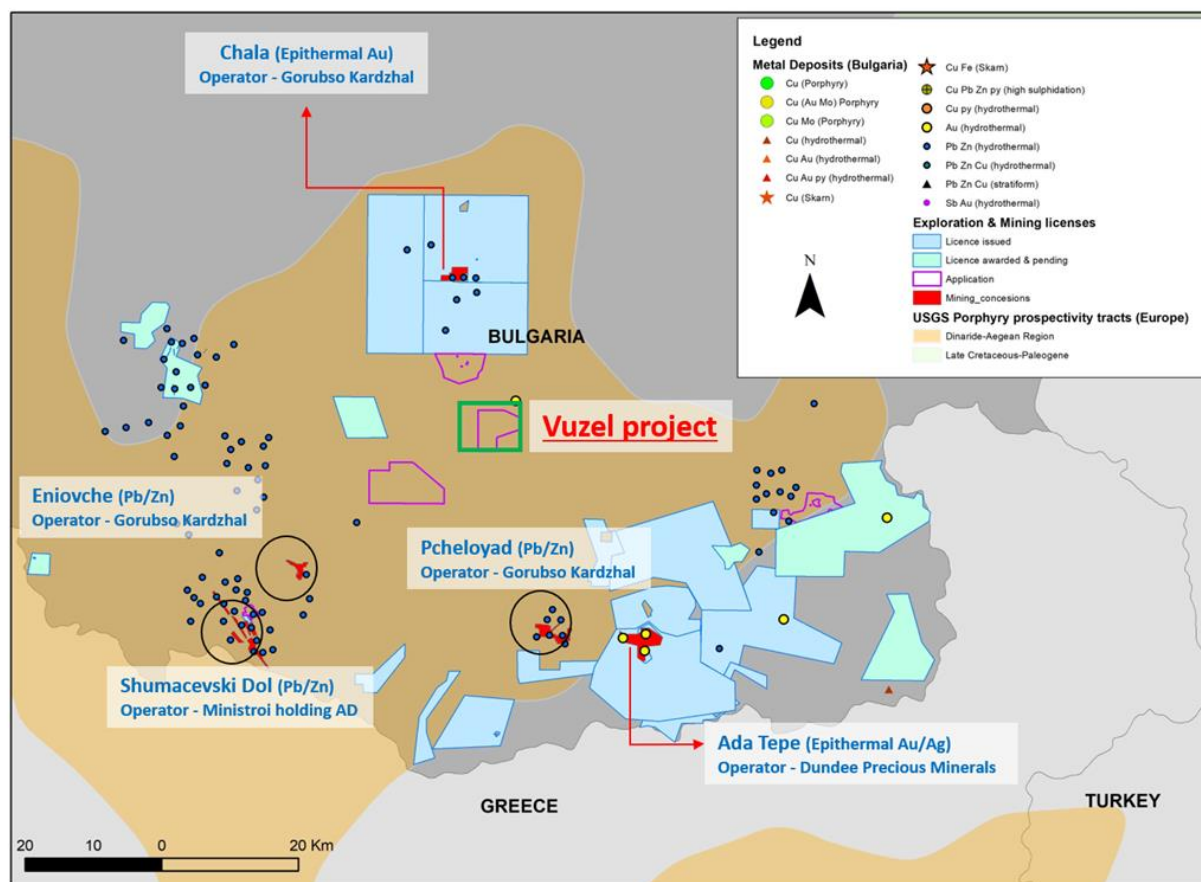 Chala (Epithermal Au)
Operator - Gorubso Kardzhal
Legend
Metal Deposits (Bulgaria)
Cu (Porphyry)
Cu (Au Mo) Porphyry
Cu Mo (Porphyry)
Cu (hydrothermal)
Cu Au (hydrothermal)
Cu Au py (hydrothermal)
Cu (Skarn)
Cu Fe (Skarn)
Cu Pb Zn py (high sulphidation)
Cu py (hydrothermal)
Au (hydrothermal)
Pb Zn (hydrothermal)
Pb Zn Cu (hydrothermal)
Pb Zn Cu (stratiform)
Sb Au (hydrothermal)
Exploration & Mining licenses
Licence issued
Licence awarded & pending
Application
Mining_concesions
USGS Porphyry prospectivity tracts (Europe)
Dinaride-Aegean Region
Late Cretaceous-Paleogene
N
BULGARIA
Vuzel project
Eniovche (Pb/Zn)
Operator - Gorubso Kardzhal
Pcheloyad (Pb/Zn)
Operator - Gorubso Kardzhal
Shumacevski Dol (Pb/Zn)
Operator - Ministroi holding AD
Ada Tepe (Epithermal Au/Ag)
Operator - Dundee Precious Minerals
GREECE
TURKEY
20 10 0 20 Km